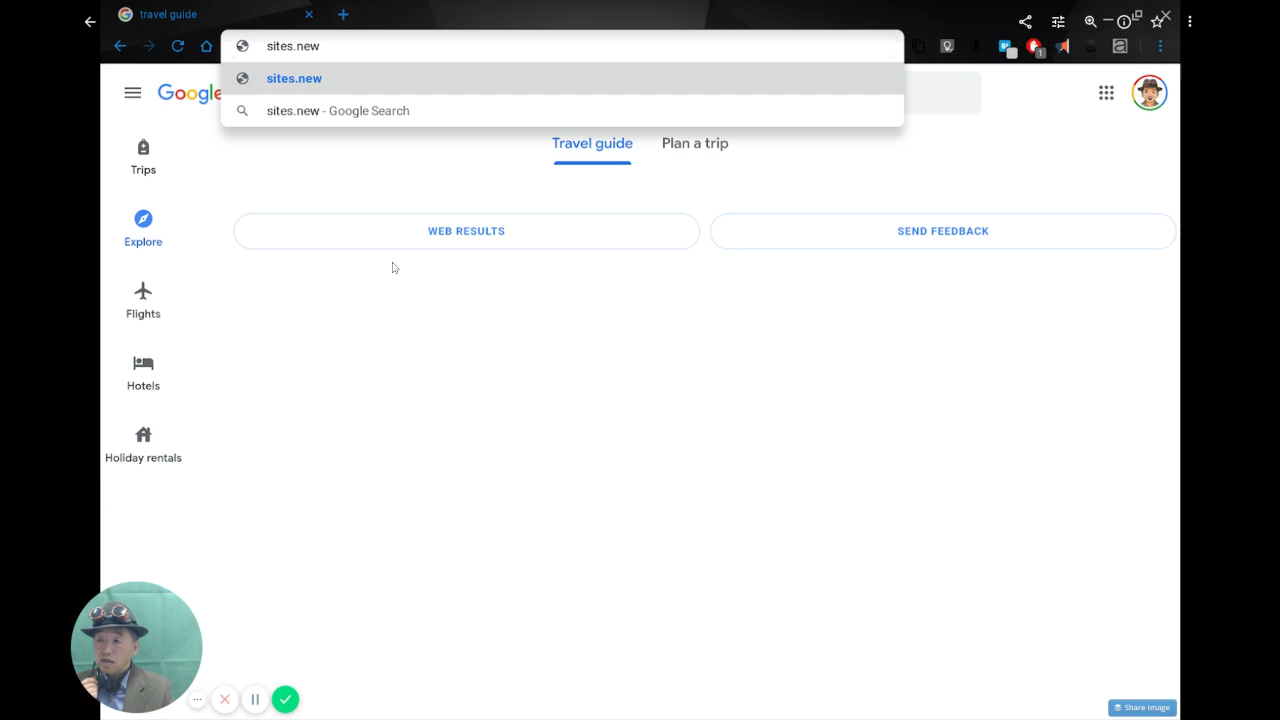 travel guide
sites.new
sites.new
sites.new - Google Search
Google
Travel guide
Plan a trip
Trips
Explore
Flights
Hotels
Holiday rentals
WEB RESULTS
SEND FEEDBACK
1
Share Image